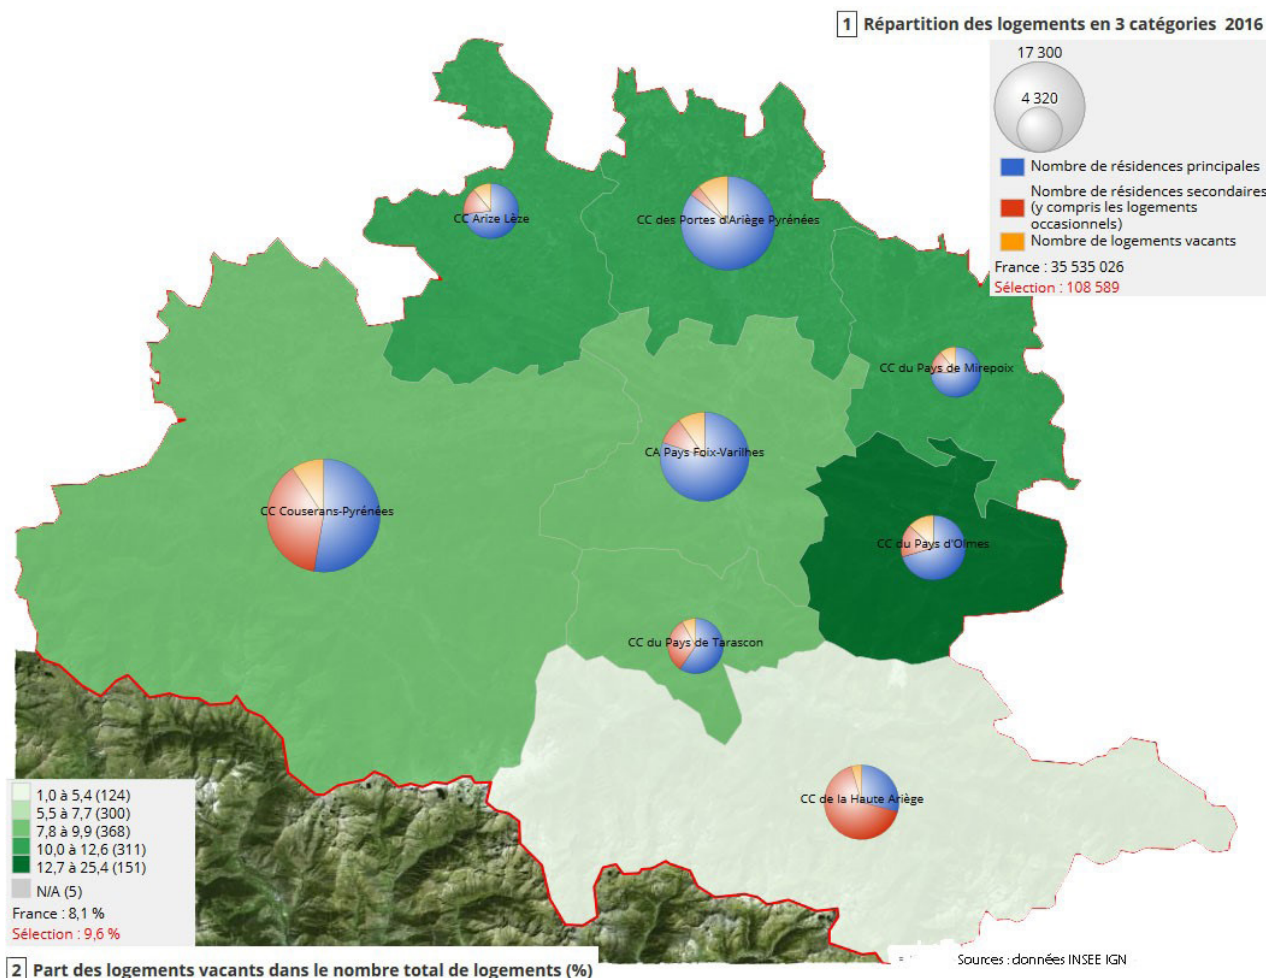 1 Répartition des logements en 3 catégories 2016
17 300
4 320
Nombre de résidences principales
Nombre de résidences secondaires
(y compris les logements
occasionnels)
Nombre de logements vacants
France : 35 535 026
Sélection : 108 589
CC Arize Lèze
CC des Portes d'Ariège Pyrénées
CC du Pays de Mirepoix
CA Pays Foix-Varilhes
CC Couserans-Pyrénées
CC du Pays d'Olmes
CC du Pays de Tarascon
CC de la Haute Ariège
1,0 à 5,4 (124)
5,5 à 7,7 (300)
7,8 à 9,9 (368)
10,0 à 12,6 (311)
12,7 à 25,4 (151)
N/A (5)
France : 8,1 %
Sélection : 9,6 %
Sources : données INSEE IGN
2 Part des logements vacants dans le nombre total de logements (%)